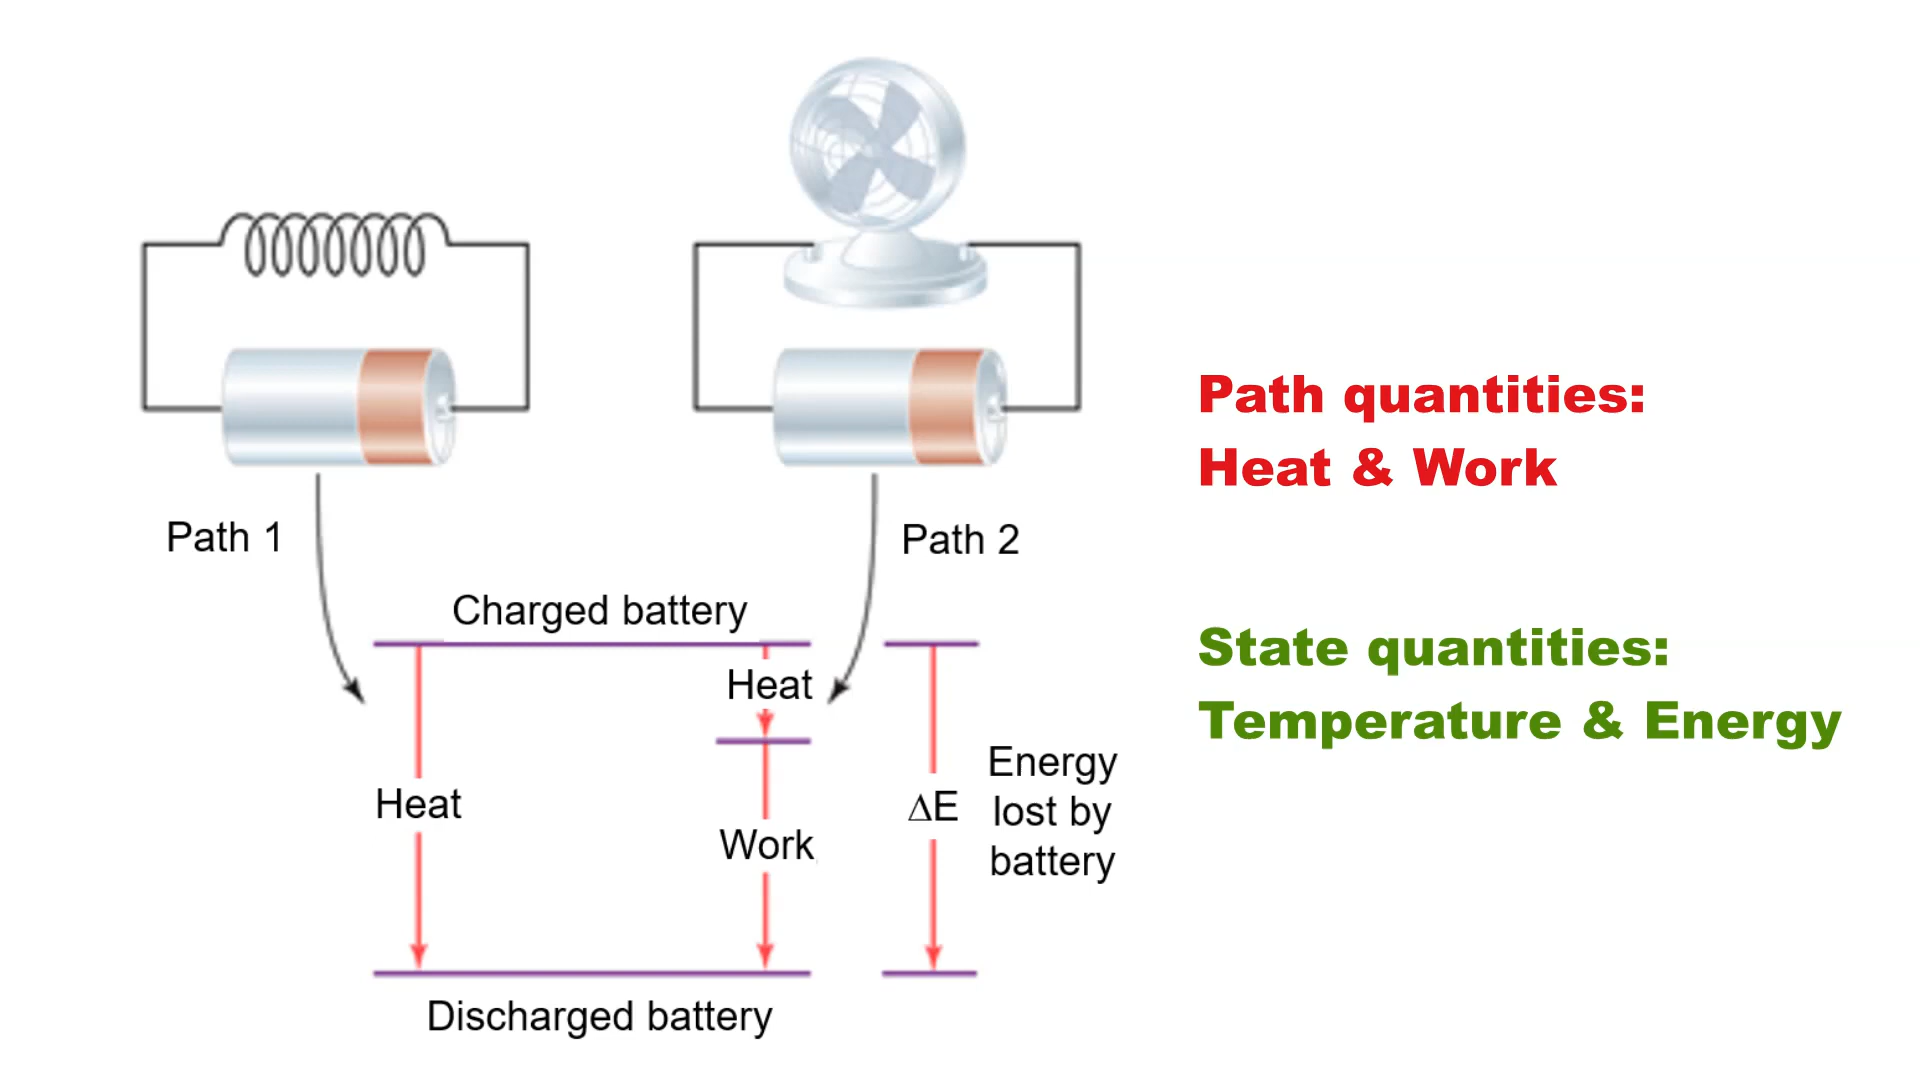 Path 1
Path 2
Charged battery
Heat
Heat
Work
ΔE
Energy
lost by
battery
Discharged battery
Path quantities:
Heat & Work
State quantities:
Temperature & Energy